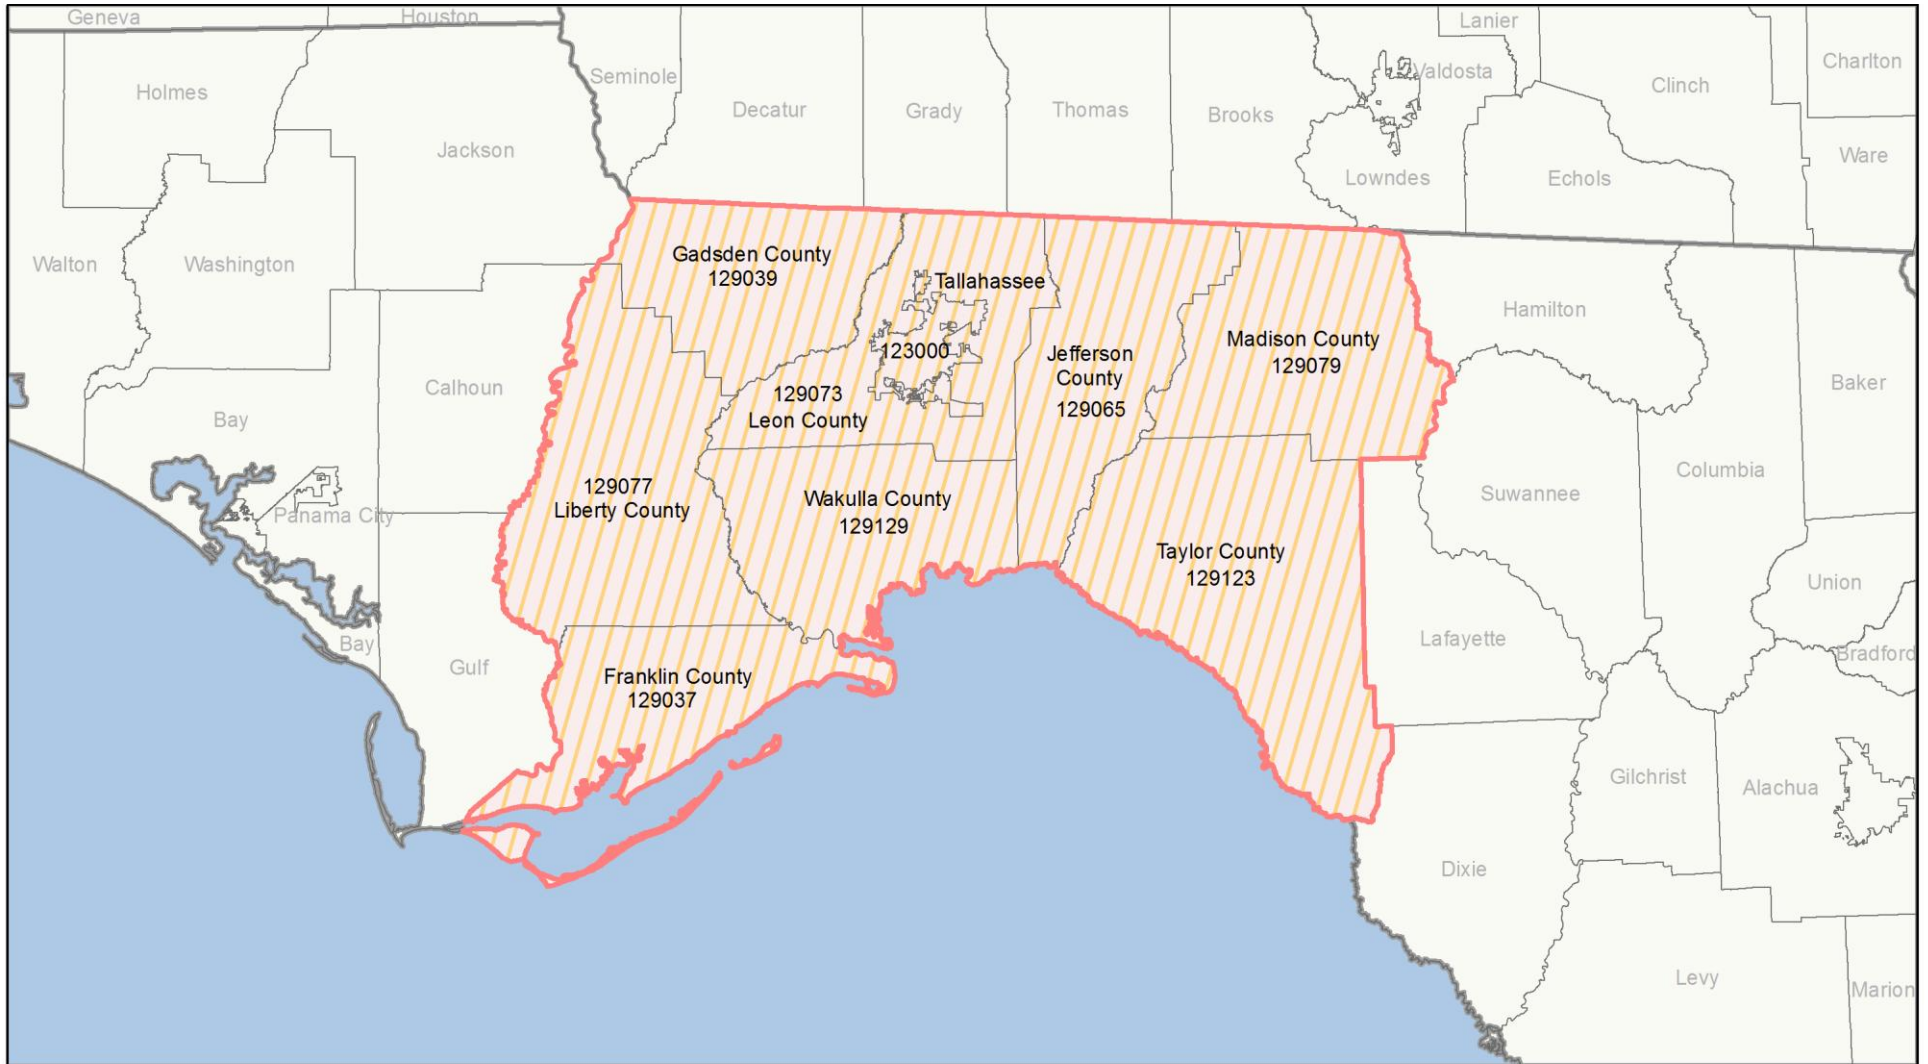 Geneva
Houston
Lanier
Holmes
Seminole
Valdosta
Charlton
Clinch
Decatur
Grady
Thomas
Brooks
Jackson
Ware
Lowndes
Echols
Walton
Washington
Gadsden County
129039
Tallahassee
Hamilton
123000
Jefferson
County
129065
Madison County
129079
Calhoun
Baker
129073
Leon County
Bay
Columbia
129077
Liberty County
Wakulla County
129129
Suwannee
Panama City
Taylor County
129123
Union
Bay
Lafayette
Bradford
Gulf
Franklin County
129037
Gilchrist
Alachua
Dixie
Levy
Marion